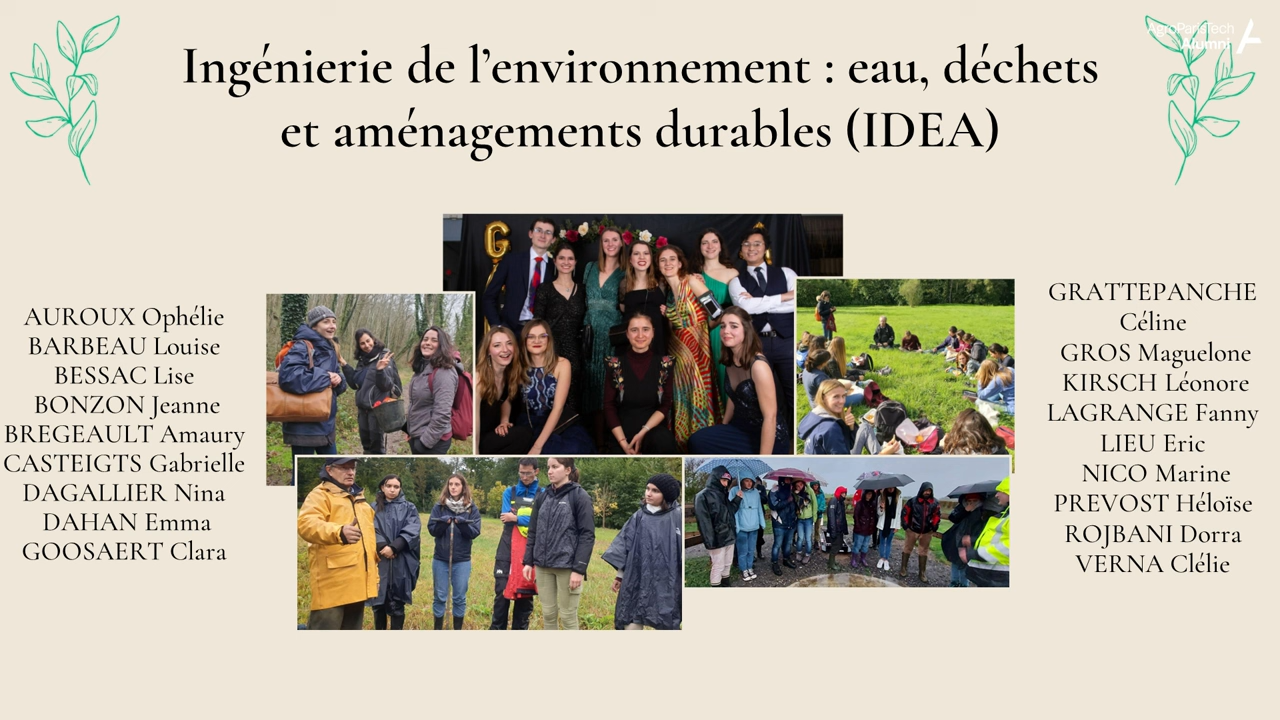 AgroParisTech
Alumni
Ingénierie de l’environnement : eau, déchets
et aménagements durables (IDEA)
AUROUX Ophélie
BARBEAU Louise
BESSAC Lise
BONZON Jeanne
BREGEAULT Amaury
CASTEIGTS Gabrielle
DAGALLIER Nina
DAHAN Emma
GOOSAERT Clara
G
GRATTEPANCHE
Céline
GROS Maguelone
KIRSCH Léonore
LAGRANGE Fanny
LIEU Eric
NICO Marine
PREVOST Héloïse
ROJBANI Dorra
VERNA Clélie